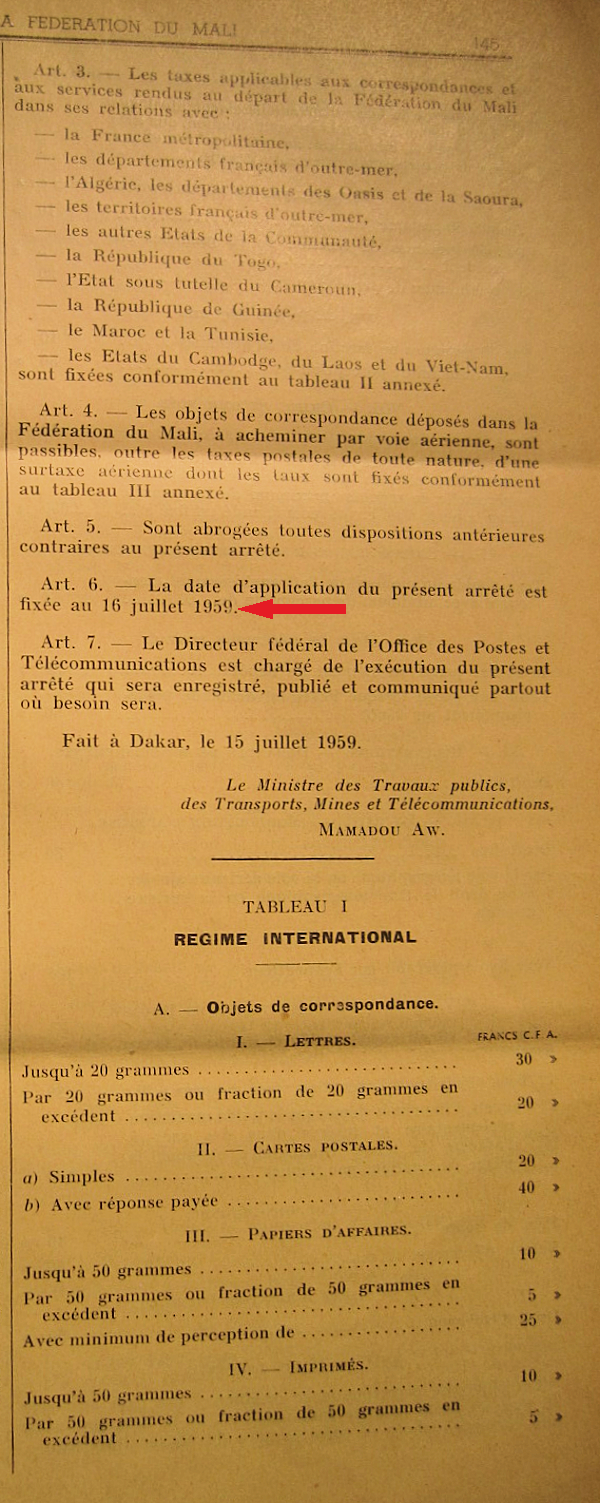 A FEDERATION DU MALI
145
Art. 3. — Les taxes applicables aux correspondances et
aux services rendus au départ de la Fédération du Mali
dans ses relations avec :
— la France métropolitaine,
— les départements français d'outre-mer,
— l'Algérie, les départements des Oasis et de la Saoura,
— les territoires français d'outre-mer,
— les autres Etats de la Communauté,
— la République du Togo,
— l'Etat sous tutelle du Cameroun,
— la République de Guinée,
— le Maroc et la Tunisie,
— les Etats du Cambodge, du Laos et du Viet-Nam,
sont fixées conformément au tableau II annexé.
Art. 4. — Les objets de correspondance déposés dans la
Fédération du Mali, à acheminer par voie aérienne, sont
passibles, outre les taxes postales de toute nature, d'une
surtaxe aérienne dont les taux sont fixés conformément
au tableau III annexé.
Art. 5. — Sont abrogées toutes dispositions antérieures
contraires au présent arrêté.
Art. 6. — La date d'application du présent arrêté est
fixée au 16 juillet 1959.
Art. 7. — Le Directeur fédéral de l'Office des Postes et
Télécommunications est chargé de l'exécution du présent
arrêté qui sera enregistré, publié et communiqué partout
où besoin sera.
Fait à Dakar, le 15 juillet 1959.
Le Ministre des Travaux publics,
des Transports, Mines et Télécommunications,
MAMADOU AW.
TABLEAU I
REGIME INTERNATIONAL
A. — Objets de correspondance.
I. — LETTRES. FRANCS C.F A.
Jusqu'à 20 grammes .............................. 30 »
Par 20 grammes ou fraction de 20 grammes en
excédent .............................. 20 »
II. — CARTES POSTALES.
a) Simples .............................. 20 »
b) Avec réponse payée .............................. 40 »
III. — PAPIERS D'AFFAIRES.
Jusqu'à 50 grammes .............................. 10 »
Par 50 grammes ou fraction de 50 grammes en
excédent .............................. 5 »
Avec minimum de perception de .................. 25 »
IV. — IMPRIMÉS.
Jusqu'à 50 grammes .............................. 10 »
Par 50 grammes ou fraction de 50 grammes en
excédent .............................. 5 »